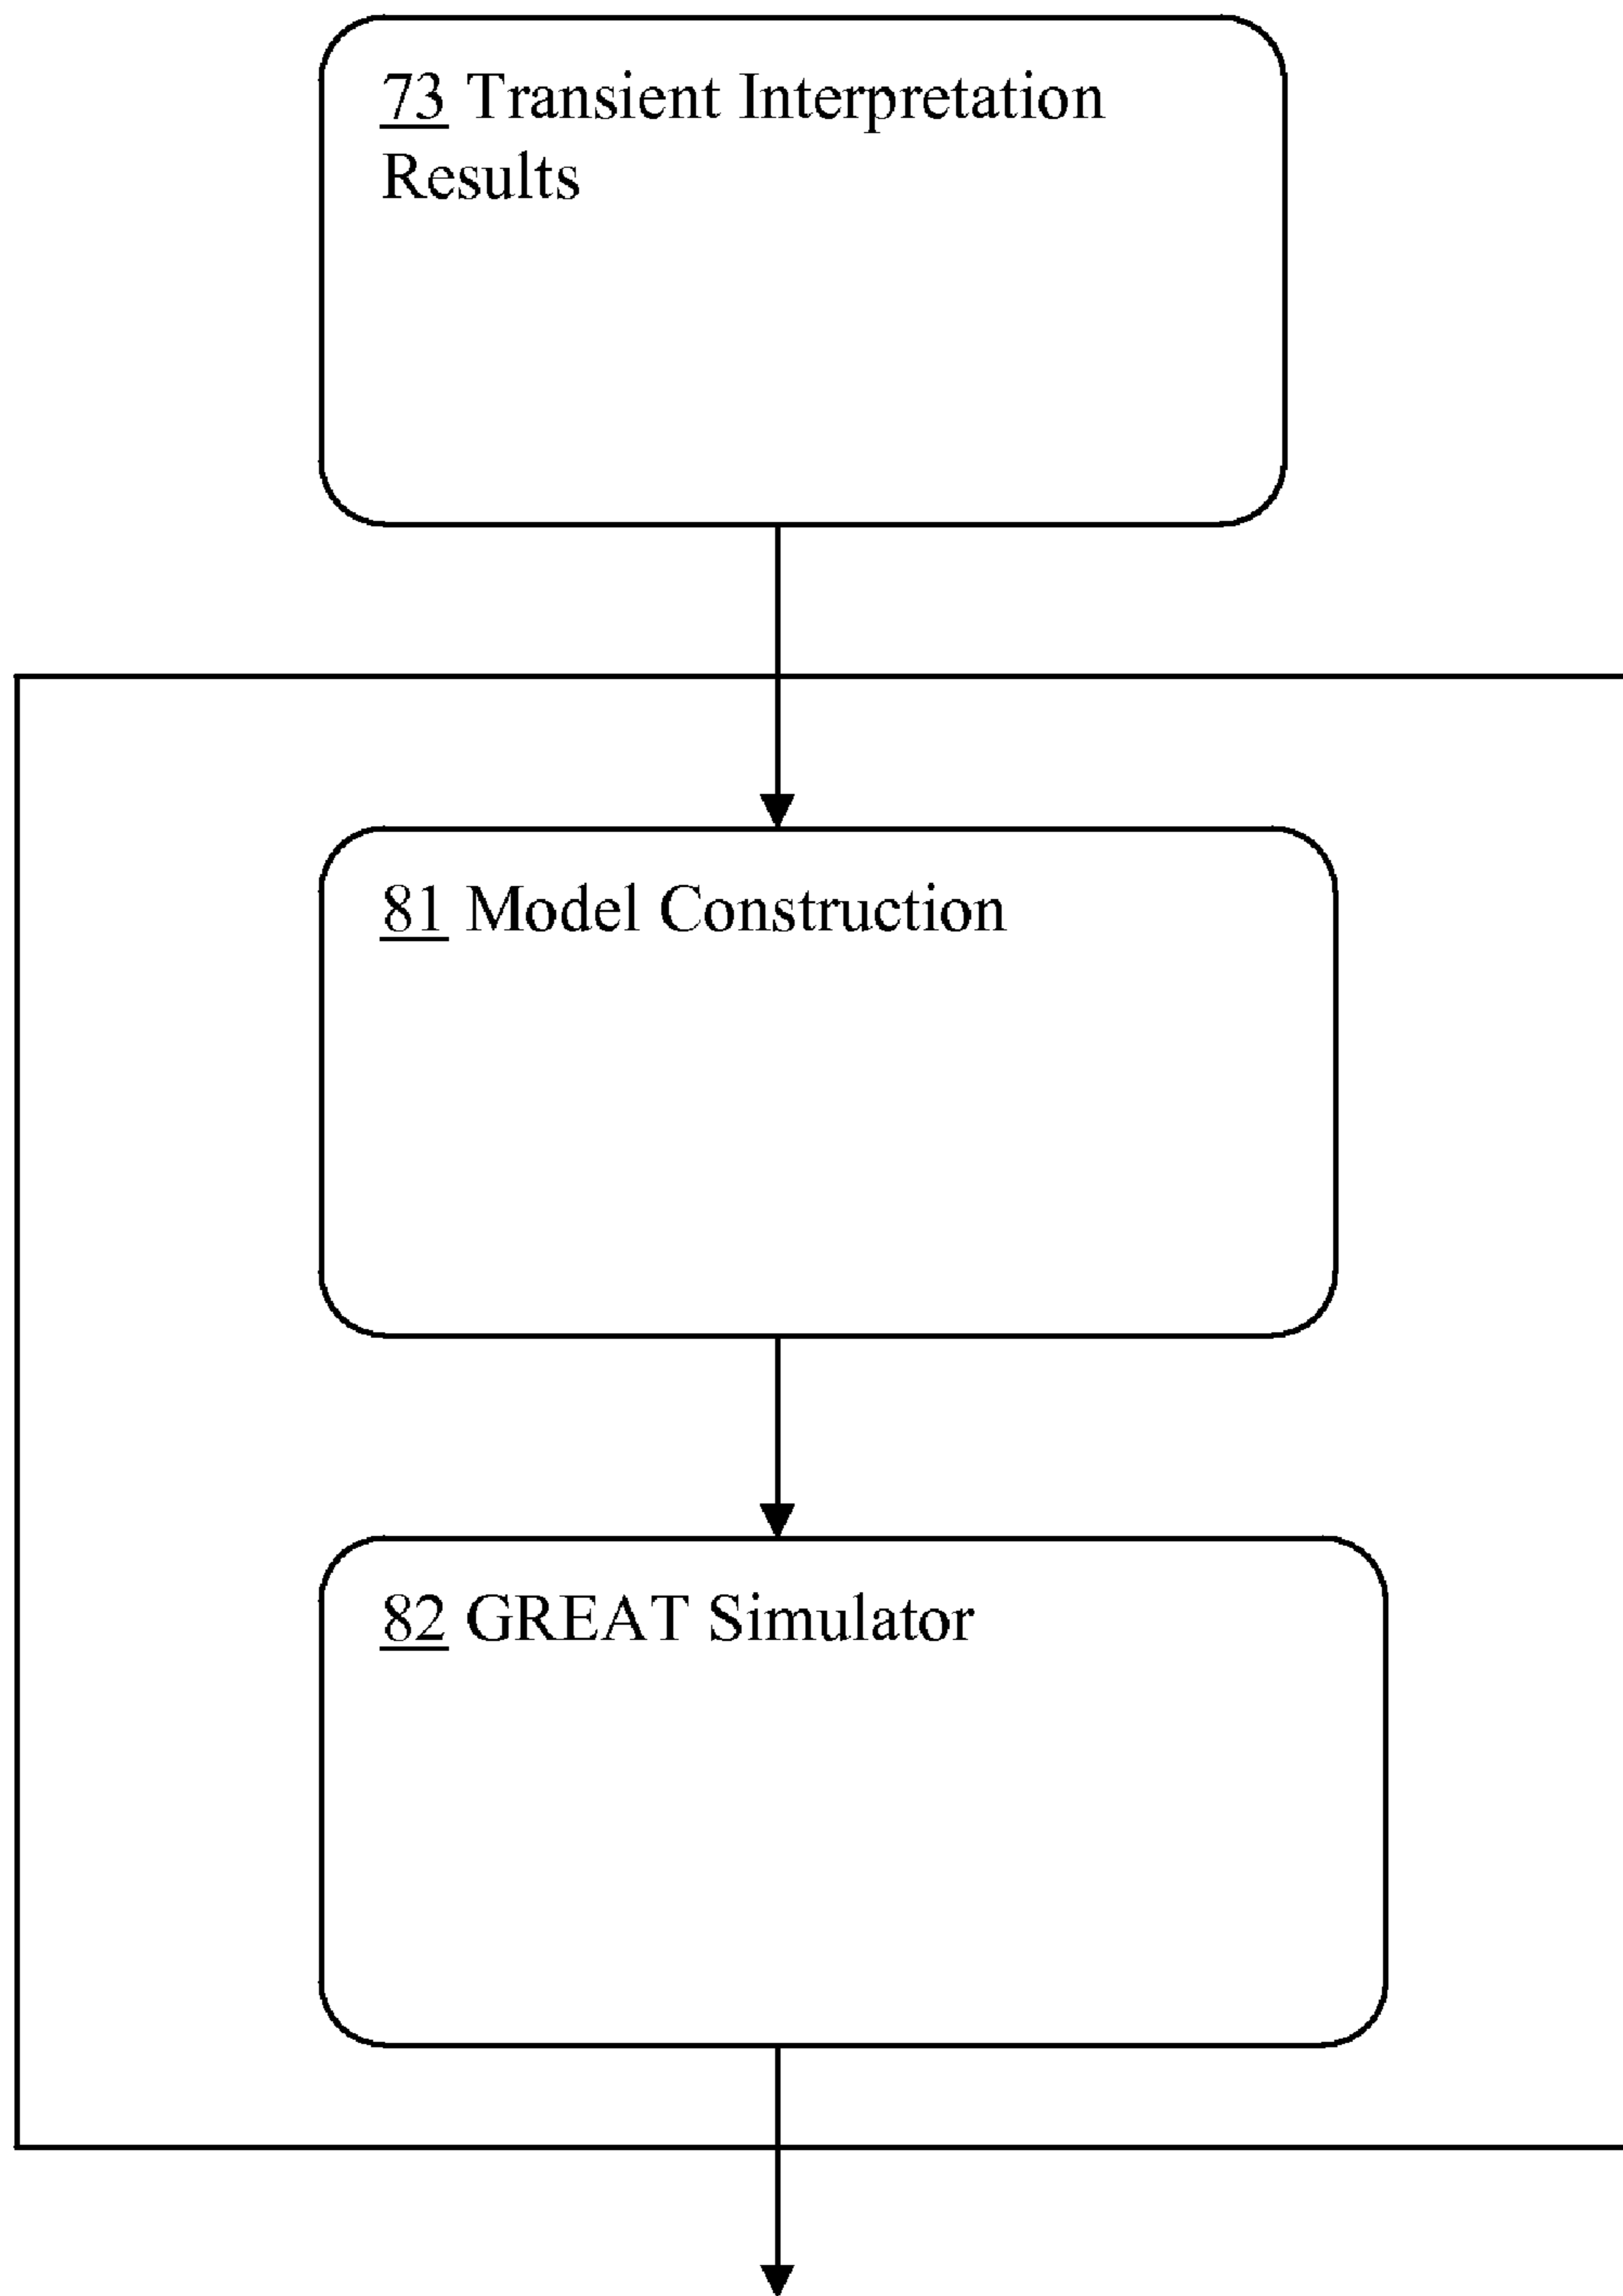 73 Transient Interpretation
Results
81 Model Construction
82 GREAT Simulator